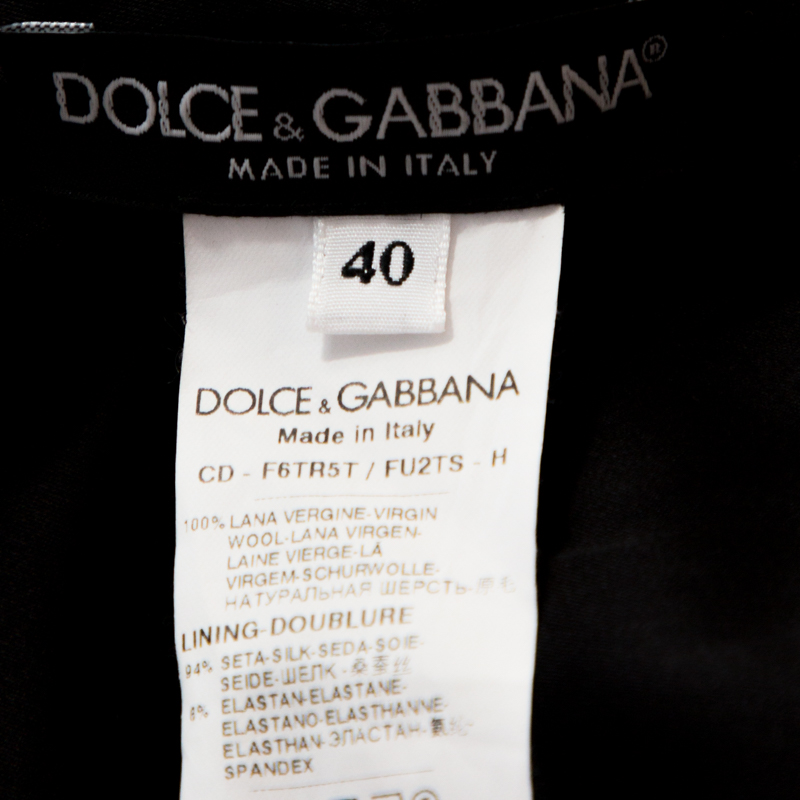 DOLCE & GABBANA®
MADE IN ITALY
40
DOLCE & GABBANA
Made in Italy
CD - F6TR5T / FU2TS - H
100% LANA VERGINE-VIRGIN
WOOL-LANA VIRGEN-
LAINE VIERGE-LÃ
VIRGEM-SCHURWOLLE-
НАТУРАЛЬНАЯ ШЕРСТЬ-原毛
LINING-DOUBLURE
94% SETA-SILK-SEDA-SOIE-
SEIDE-ШЁЛК-桑蚕丝
6% ELASTAN-ELASTANE-
ELASTANO-ELASTHANNE-
ELASTHAN-ЭЛАСТАН-氨纶-
SPANDEX